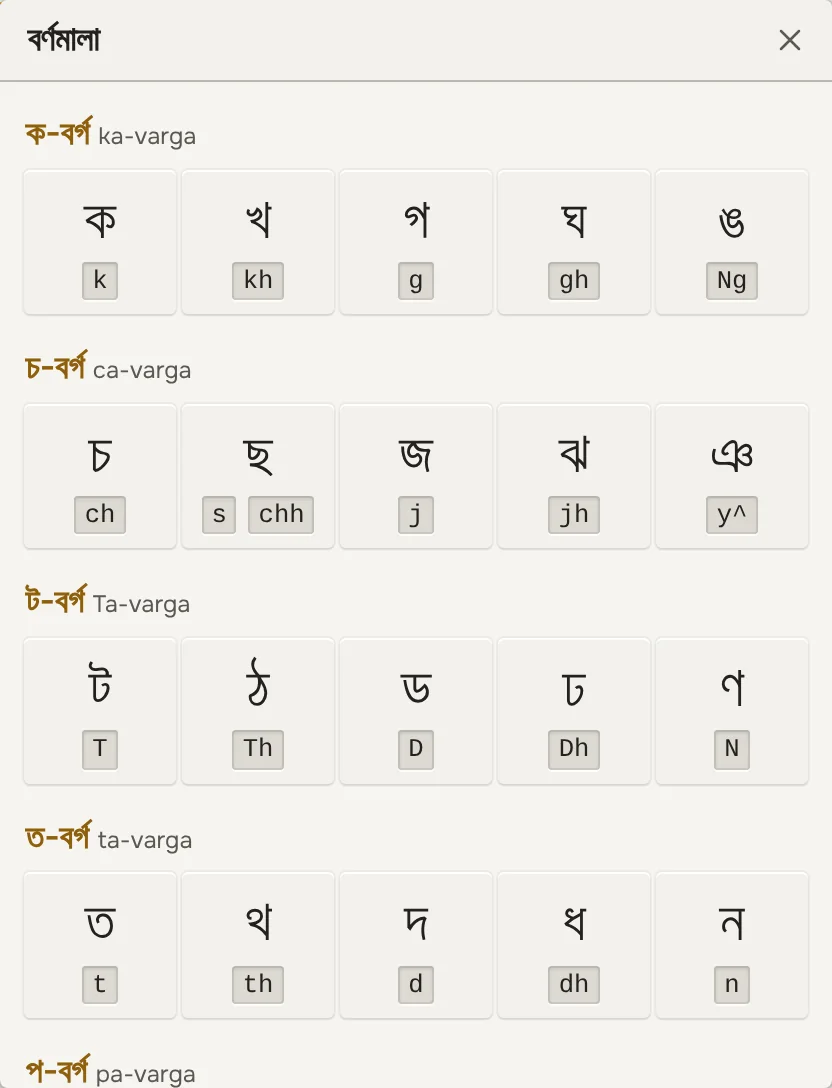 বর্ণমালা
ক-বর্গ ka-varga
ক খ গ ঘ ঙ
k kh g gh Ng
চ-বর্গ ca-varga
চ ছ জ ঝ ঞ
ch s chh j jh y^
ট-বর্গ Ta-varga
ট ঠ ড ঢ ণ
T Th D Dh N
ত-বর্গ ta-varga
ত থ দ ধ ন
t th d dh n
প-বর্গ pa-varga